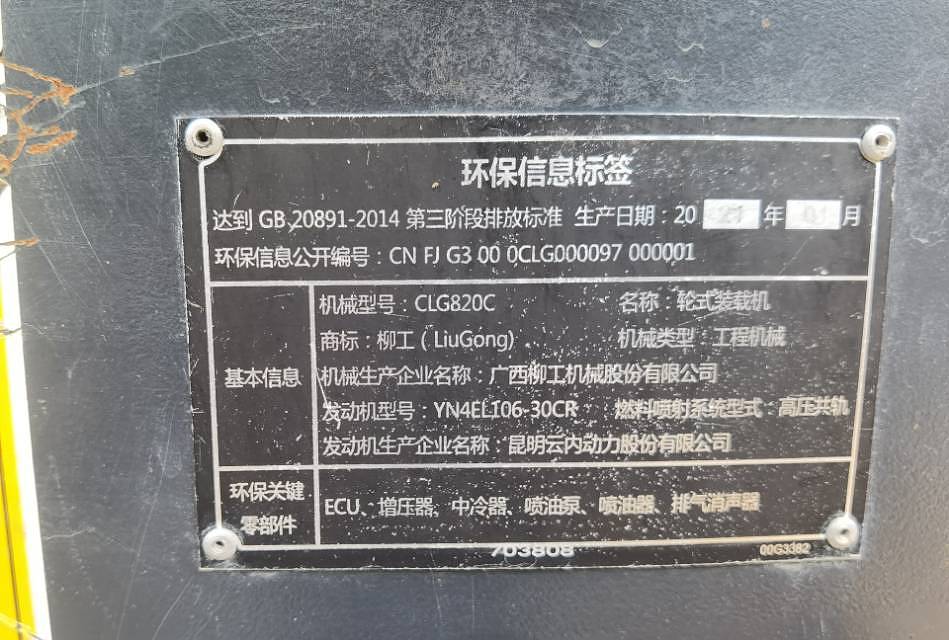 环保信息标签
达到 GB 20891-2014 第三阶段排放标准 生产日期：20 21 年 01 月
环保信息公开编号：CN FJ G3 00 0CLG000097 000001
基本信息
机械型号：CLG820C 名称：轮式装载机
商标：柳工（LiuGong) 机械类型：工程机械
机械生产企业名称：广西柳工机械股份有限公司
发动机型号：YN4EL106-30CR 燃料喷射系统型式：高压共轨
发动机生产企业名称：昆明云内动力股份有限公司
环保关键
零部件
ECU、增压器、中冷器、喷油泵、喷油器、排气消声器
703808 00G3382